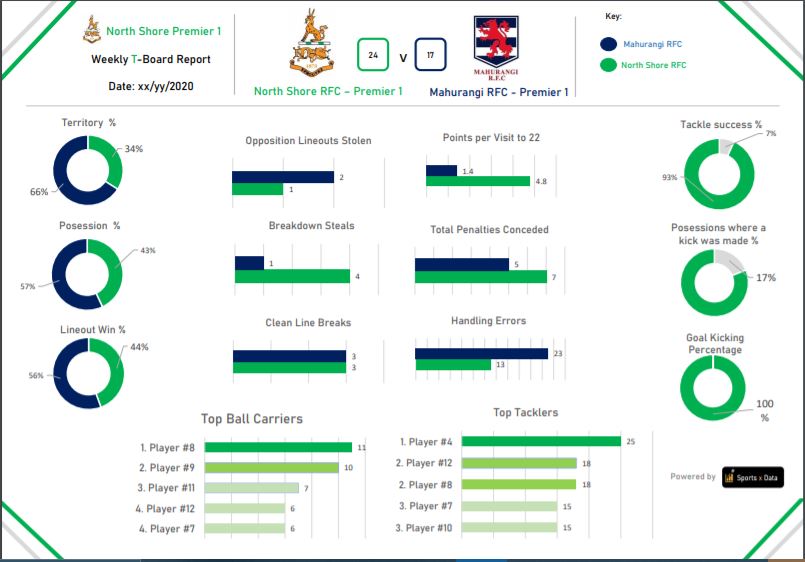 North Shore Premier 1
Weekly T-Board Report
Date: xx/yy/2020
24 V 17
MAHURANGI
R.F.C
North Shore RFC – Premier 1
Mahurangi RFC - Premier 1
Key:
Mahurangi RFC
North Shore RFC
Territory %
34%
66%
Posession %
43%
57%
Lineout Win %
44%
56%
Opposition Lineouts Stolen
2
1
Breakdown Steals
1
4
Clean Line Breaks
3
3
Points per Visit to 22
1.4
4.8
Total Penalties Conceded
5
7
Handling Errors
23
13
Tackle success %
7%
93%
Posessions where a
kick was made %
17%
Goal Kicking
Percentage
100
%
Top Ball Carriers
1. Player #8 11
2. Player #9 10
3. Player #11 7
4. Player #12 6
4. Player #7 6
Top Tacklers
1. Player #4 25
2. Player #12 18
2. Player #8 18
3. Player #7 15
3. Player #10 15
Powered by
Sports x Data